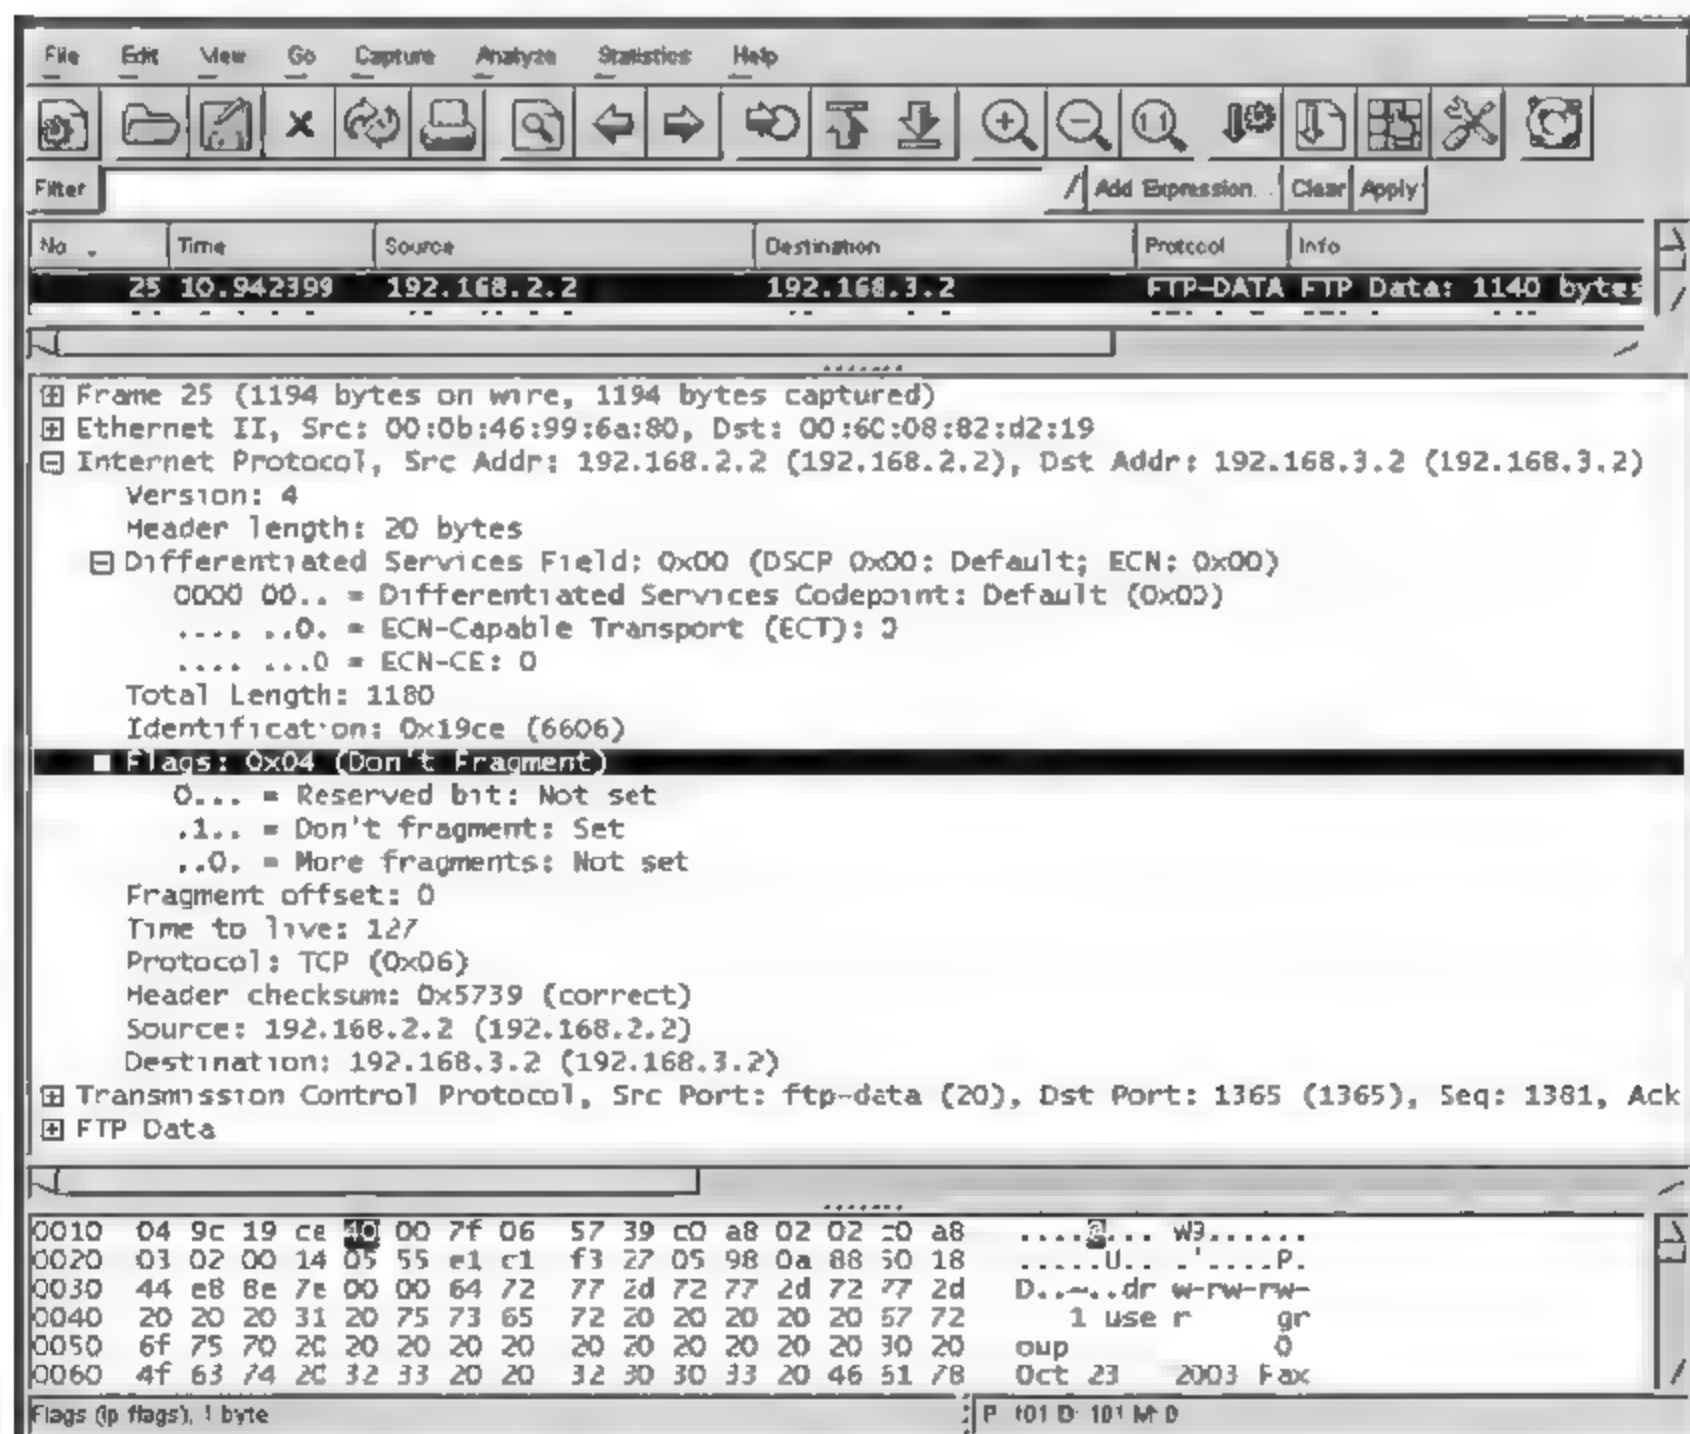 File Edit View Go Capture Analyze Statistics Help
Filter Add Expression... Clear Apply
No. Time Source Destination Protocol Info
25 10.942399 192.168.2.2 192.168.3.2 FTP-DATA FTP Data: 1140 bytes
Frame 25 (1194 bytes on wire, 1194 bytes captured)
Ethernet II, Src: 00:0b:46:99:6a:80, Dst: 00:60:08:82:d2:19
Internet Protocol, Src Addr: 192.168.2.2 (192.168.2.2), Dst Addr: 192.168.3.2 (192.168.3.2)
Version: 4
Header length: 20 bytes
Differentiated Services Field: 0x00 (DSCP 0x00: Default; ECN: 0x00)
0000 00.. = Differentiated Services Codepoint: Default (0x00)
.... ..0. = ECN-Capable Transport (ECT): 0
.... ...0 = ECN-CE: 0
Total Length: 1180
Identification: 0x19ce (6606)
Flags: 0x04 (Don't Fragment)
0... = Reserved bit: Not set
.1.. = Don't fragment: Set
..0. = More fragments: Not set
Fragment offset: 0
Time to live: 127
Protocol: TCP (0x06)
Header checksum: 0x5739 (correct)
Source: 192.168.2.2 (192.168.2.2)
Destination: 192.168.3.2 (192.168.3.2)
Transmission Control Protocol, Src Port: ftp-data (20), Dst Port: 1365 (1365), Seq: 1381, Ack
FTP Data
0010 04 9c 19 ce 40 00 7f 06 57 39 c0 a8 02 02 c0 a8 ....@... W9......
0020 03 02 00 14 05 55 e1 c1 f3 27 05 98 0a 88 50 18 .....U.. .'....P.
0030 44 e8 8e 7e 00 00 64 72 77 2d 72 77 2d 72 77 2d D..~..dr w-rw-rw-
0040 20 20 20 31 20 75 73 65 72 20 20 20 20 20 67 72 1 use r gr
0050 6f 75 70 20 20 20 20 20 20 20 20 20 20 20 30 20 oup 0
0060 4f 63 74 20 32 33 20 20 32 30 30 33 20 46 61 78 Oct 23 2003 Fax
Flags (ip flags), 1 byte P: 101 D: 101 M: 0